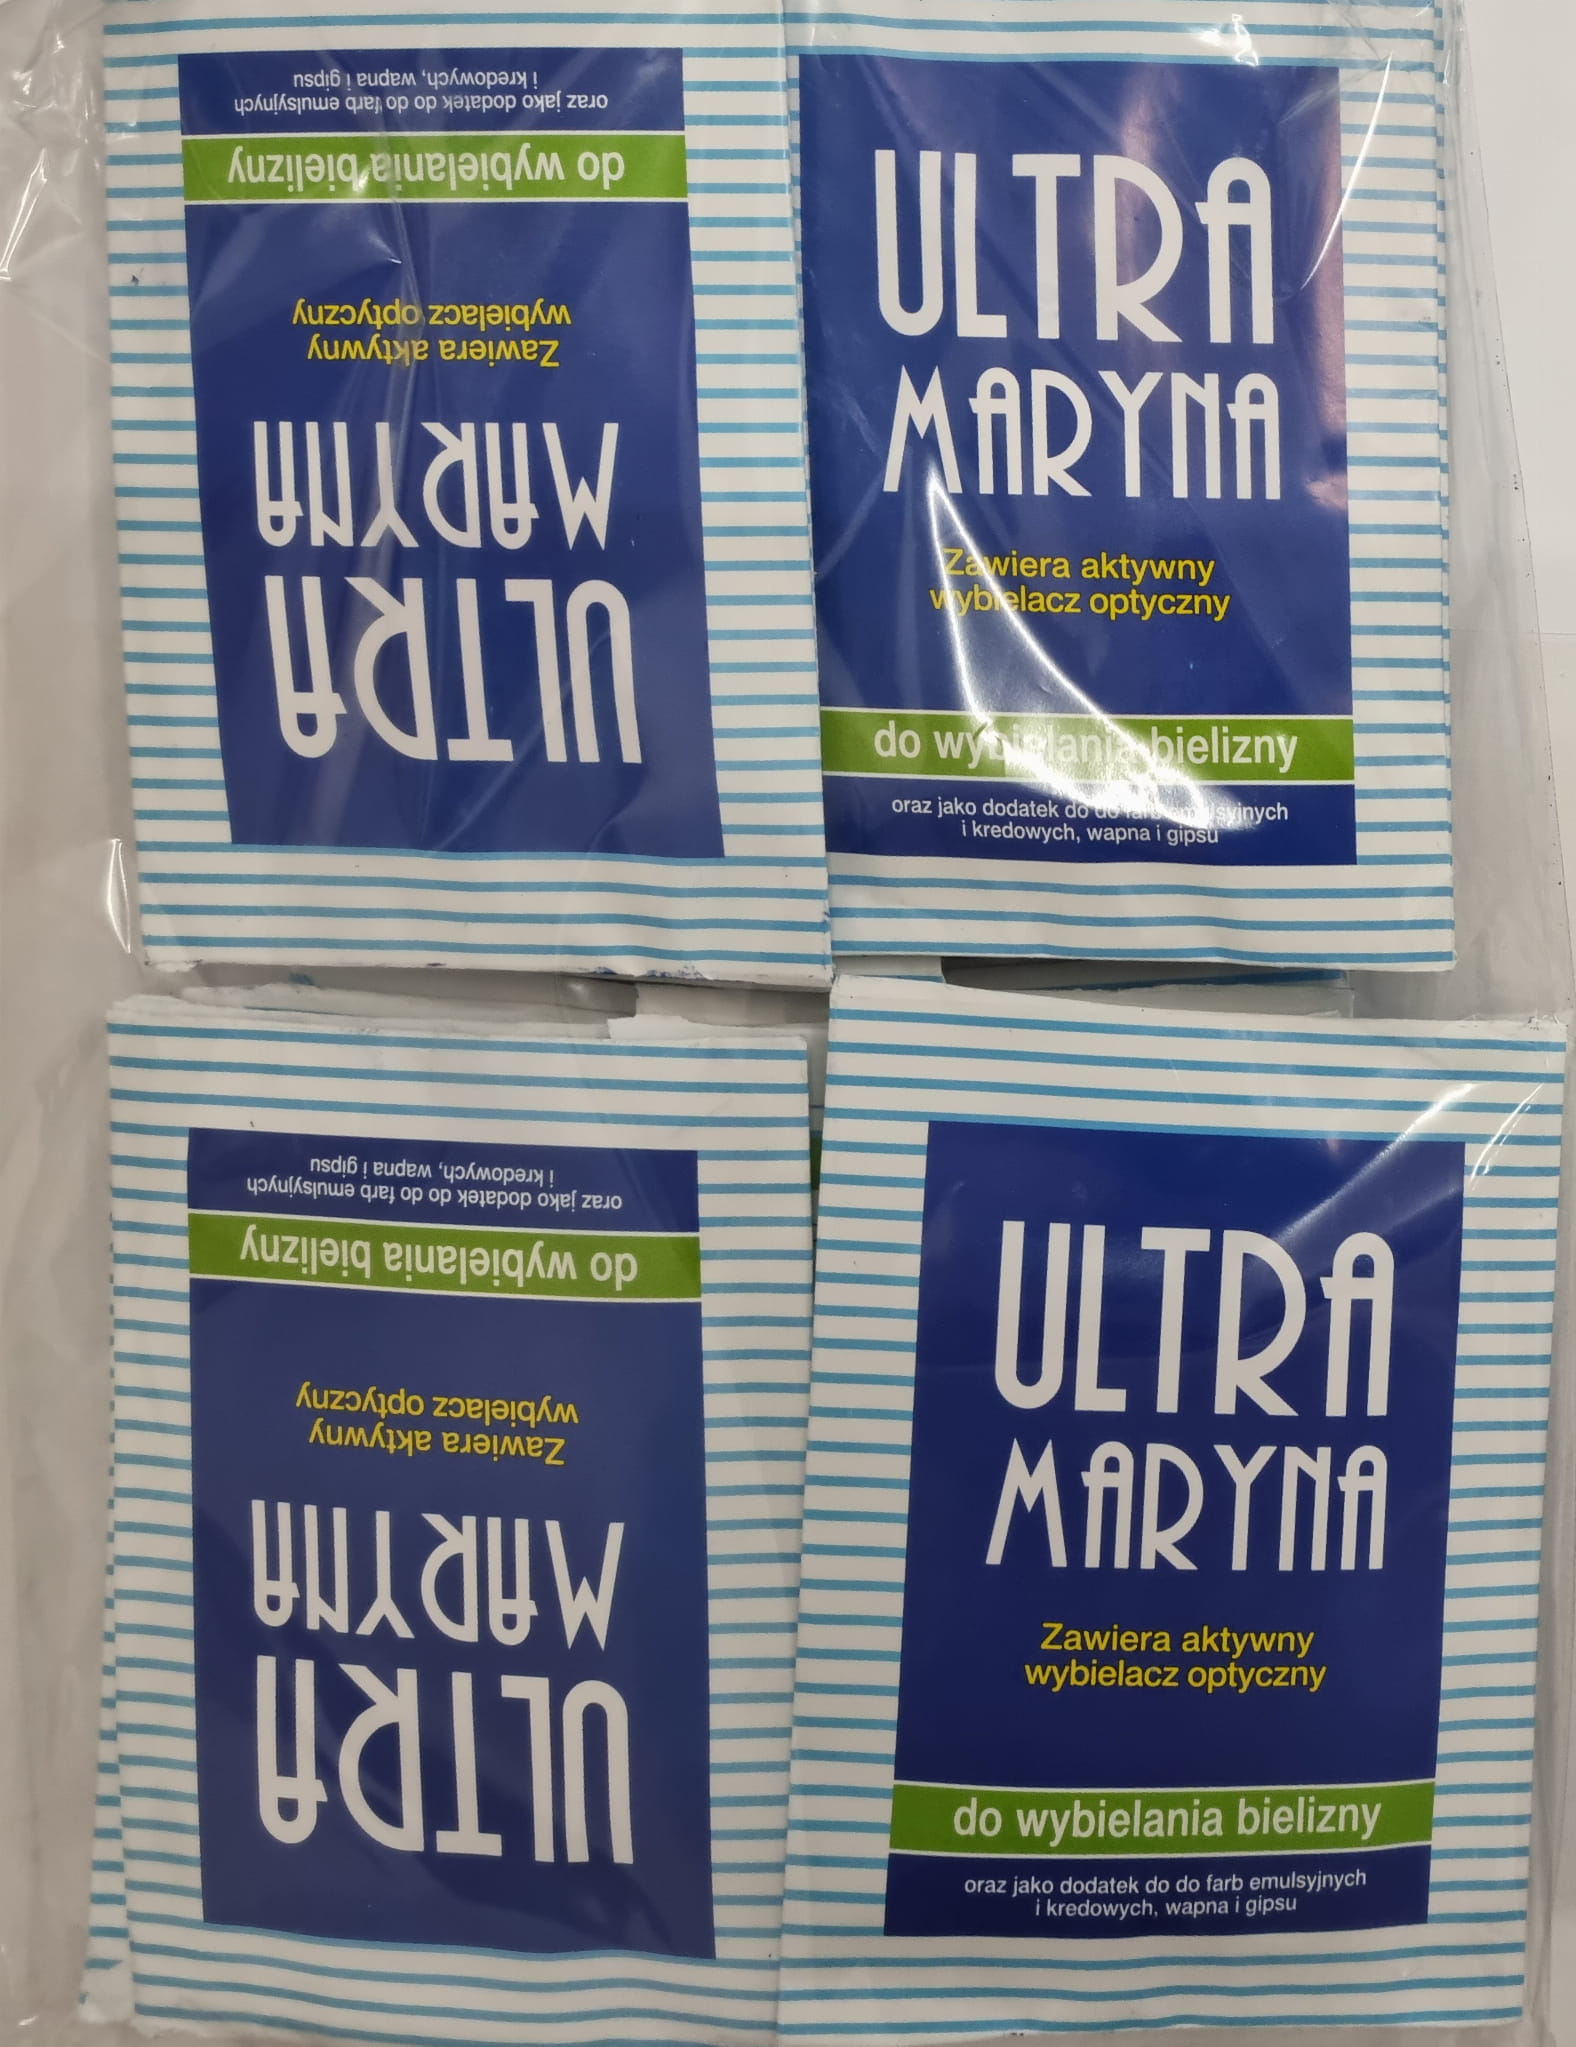 oraz jako dodatek do do farb emulsyjnych
i kredowych, wapna i gipsu
do wybielania bielizny
Zawiera aktywny
wybielacz optyczny
ULTRA
MARYNA
ULTRA
MARYNA
Zawiera aktywny
wybielacz optyczny
do wybielania bielizny
oraz jako dodatek do do farb emulsyjnych
i kredowych, wapna i gipsu
ULTRA
MARYNA
Zawiera aktywny
wybielacz optyczny
do wybielania bielizny
oraz jako dodatek do do farb emulsyjnych
i kredowych, wapna i gipsu
ULTRA
MARYNA
Zawiera aktywny
wybielacz optyczny
do wybielania bielizny
oraz jako dodatek do do farb emulsyjnych
i kredowych, wapna i gipsu